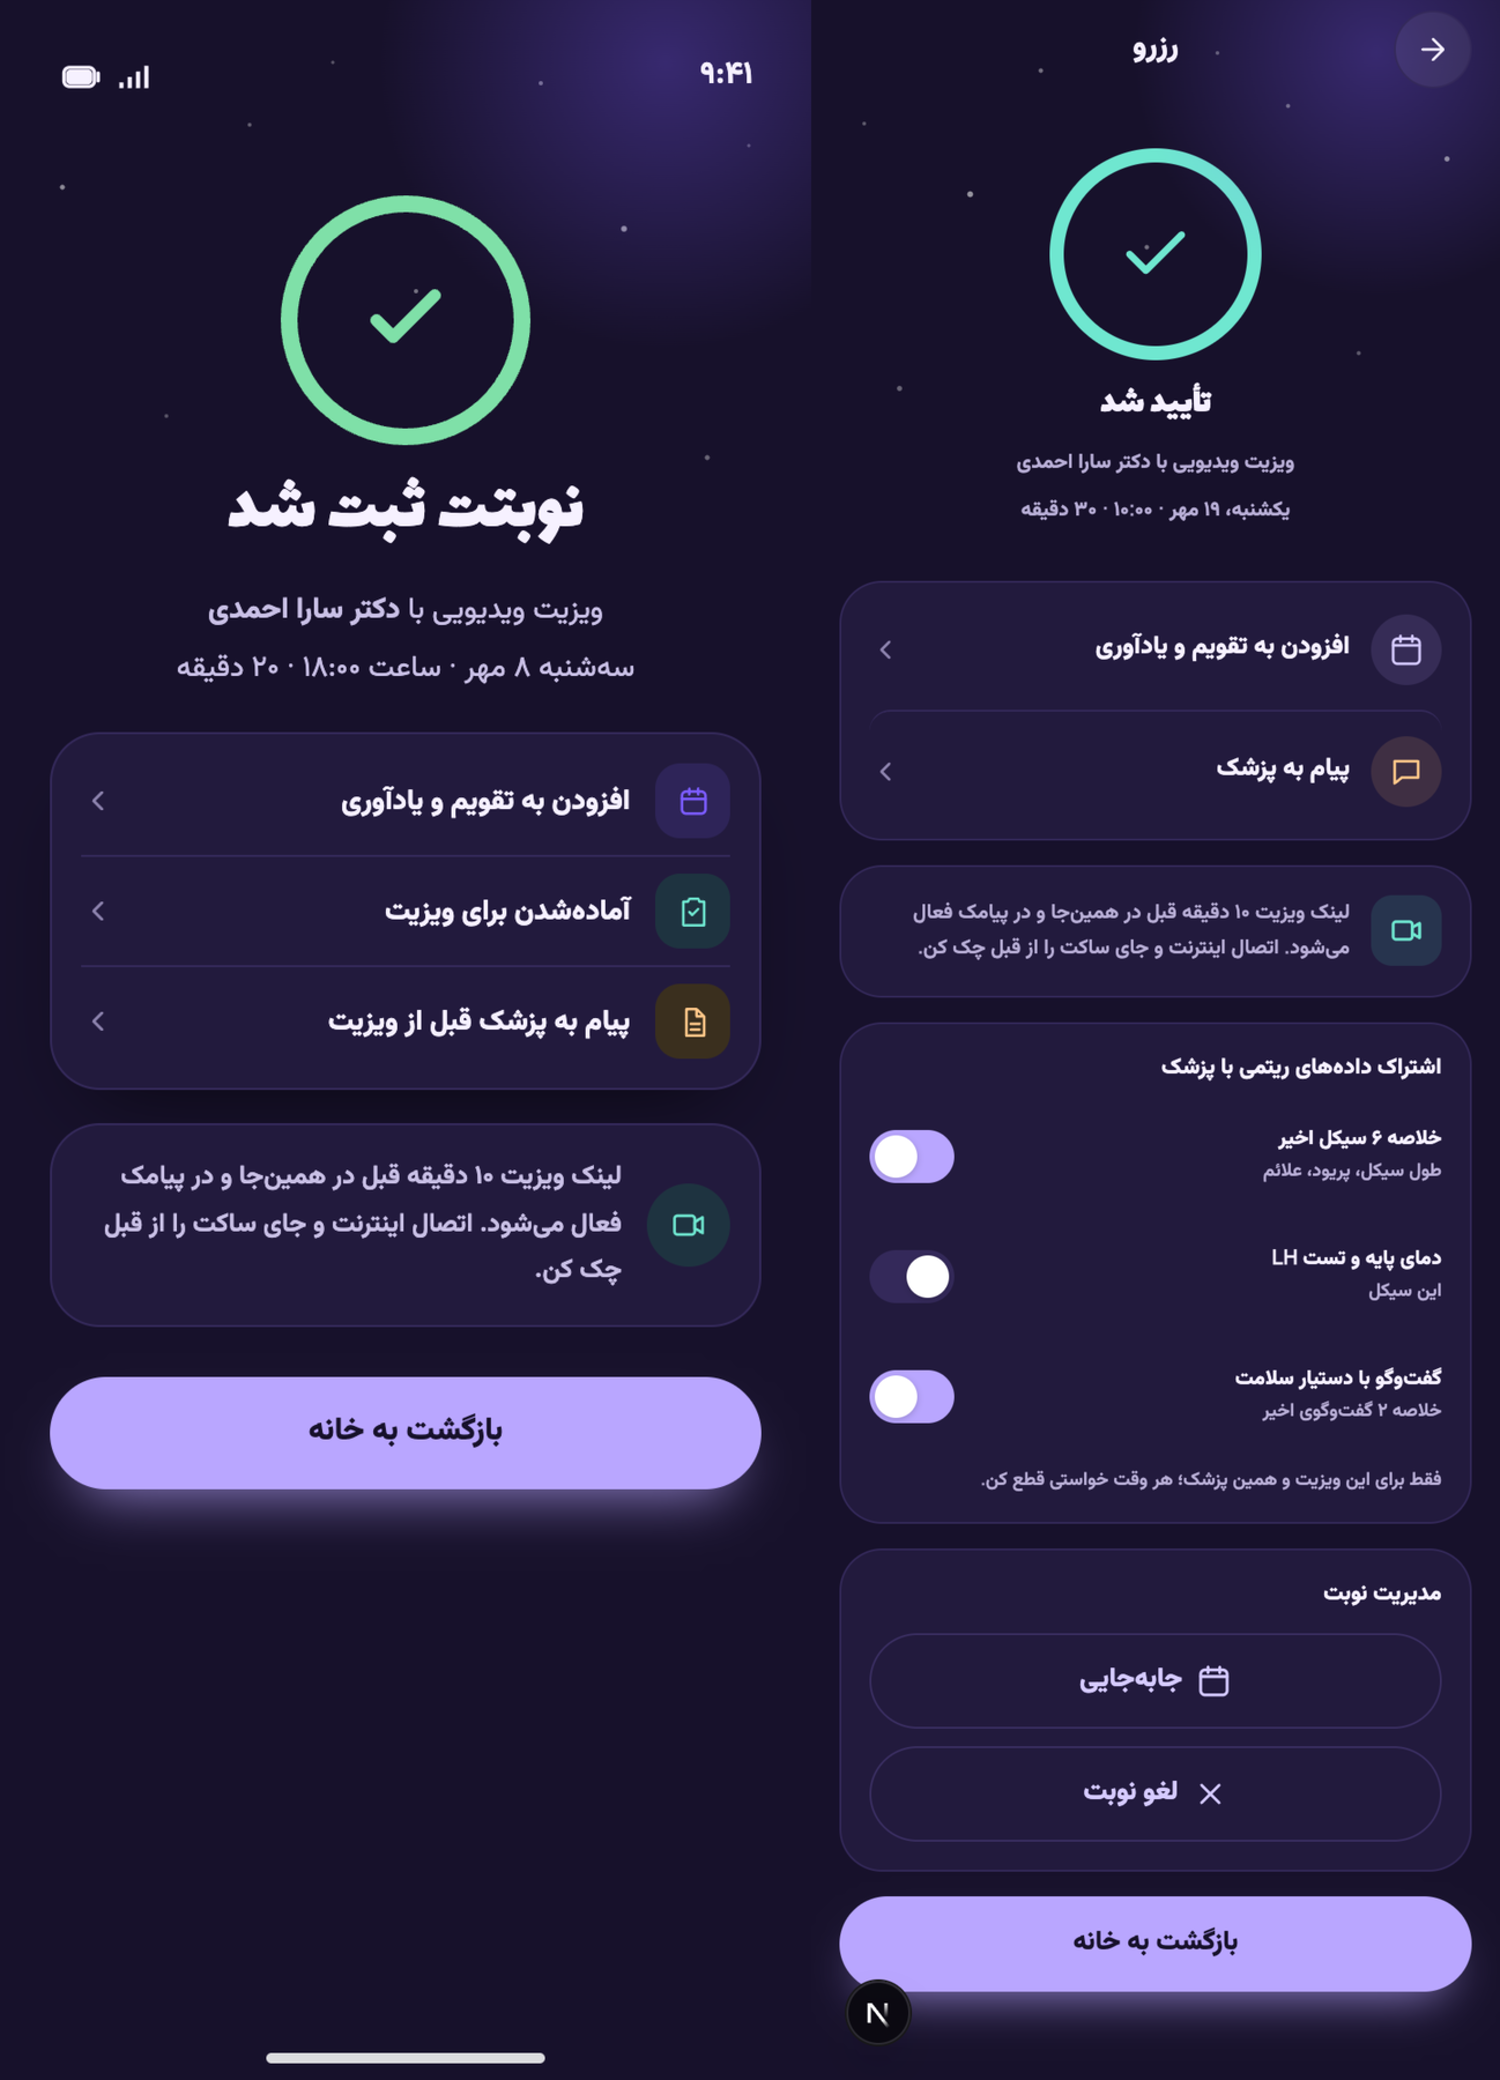 ۹:۴۱
نوبتت ثبت شد
ویزیت ویدیویی با دکتر سارا احمدی
سه‌شنبه ۸ مهر · ساعت ۱۸:۰۰ · ۲۰ دقیقه
افزودن به تقویم و یادآوری
آماده‌شدن برای ویزیت
پیام به پزشک قبل از ویزیت
لینک ویزیت ۱۰ دقیقه قبل در همین‌جا و در پیامک
فعال می‌شود. اتصال اینترنت و جای ساکت را از قبل
چک کن.
بازگشت به خانه
رزرو
تأیید شد
ویزیت ویدیویی با دکتر سارا احمدی
یکشنبه، ۱۹ مهر · ۱۰:۰۰ · ۳۰ دقیقه
افزودن به تقویم و یادآوری
پیام به پزشک
لینک ویزیت ۱۰ دقیقه قبل در همین‌جا و در پیامک فعال
می‌شود. اتصال اینترنت و جای ساکت را از قبل چک کن.
اشتراک داده‌های ریتمی با پزشک
خلاصه ۶ سیکل اخیر
طول سیکل، پریود، علائم
دمای پایه و تست LH
این سیکل
گفت‌وگو با دستیار سلامت
خلاصه ۲ گفت‌وگوی اخیر
فقط برای این ویزیت و همین پزشک؛ هر وقت خواستی قطع کن.
مدیریت نوبت
جابه‌جایی
لغو نوبت
بازگشت به خانه
N